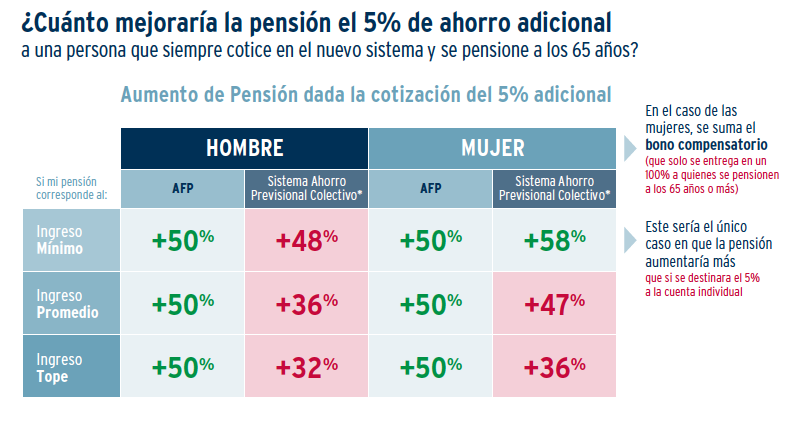 ¿Cuánto mejoraría la pensión el 5% de ahorro adicional
a una persona que siempre cotice en el nuevo sistema y se pensione a los 65 años?
Aumento de Pensión dada la cotización del 5% adicional
HOMBRE MUJER
Si mi pensión
corresponde al:
AFP
Sistema Ahorro
Previsional Colectivo*
AFP
Sistema Ahorro
Previsional Colectivo*
Ingreso
Mínimo
+50% +48% +50% +58%
Ingreso
Promedio
+50% +36% +50% +47%
Ingreso
Tope
+50% +32% +50% +36%
En el caso de las
mujeres, se suma el
bono compensatorio
(que solo se entrega en un
100% a quienes se pensionen
a los 65 años o más)
Este sería el único
caso en que la pensión
aumentaría más
que si se destinara el 5%
a la cuenta individual